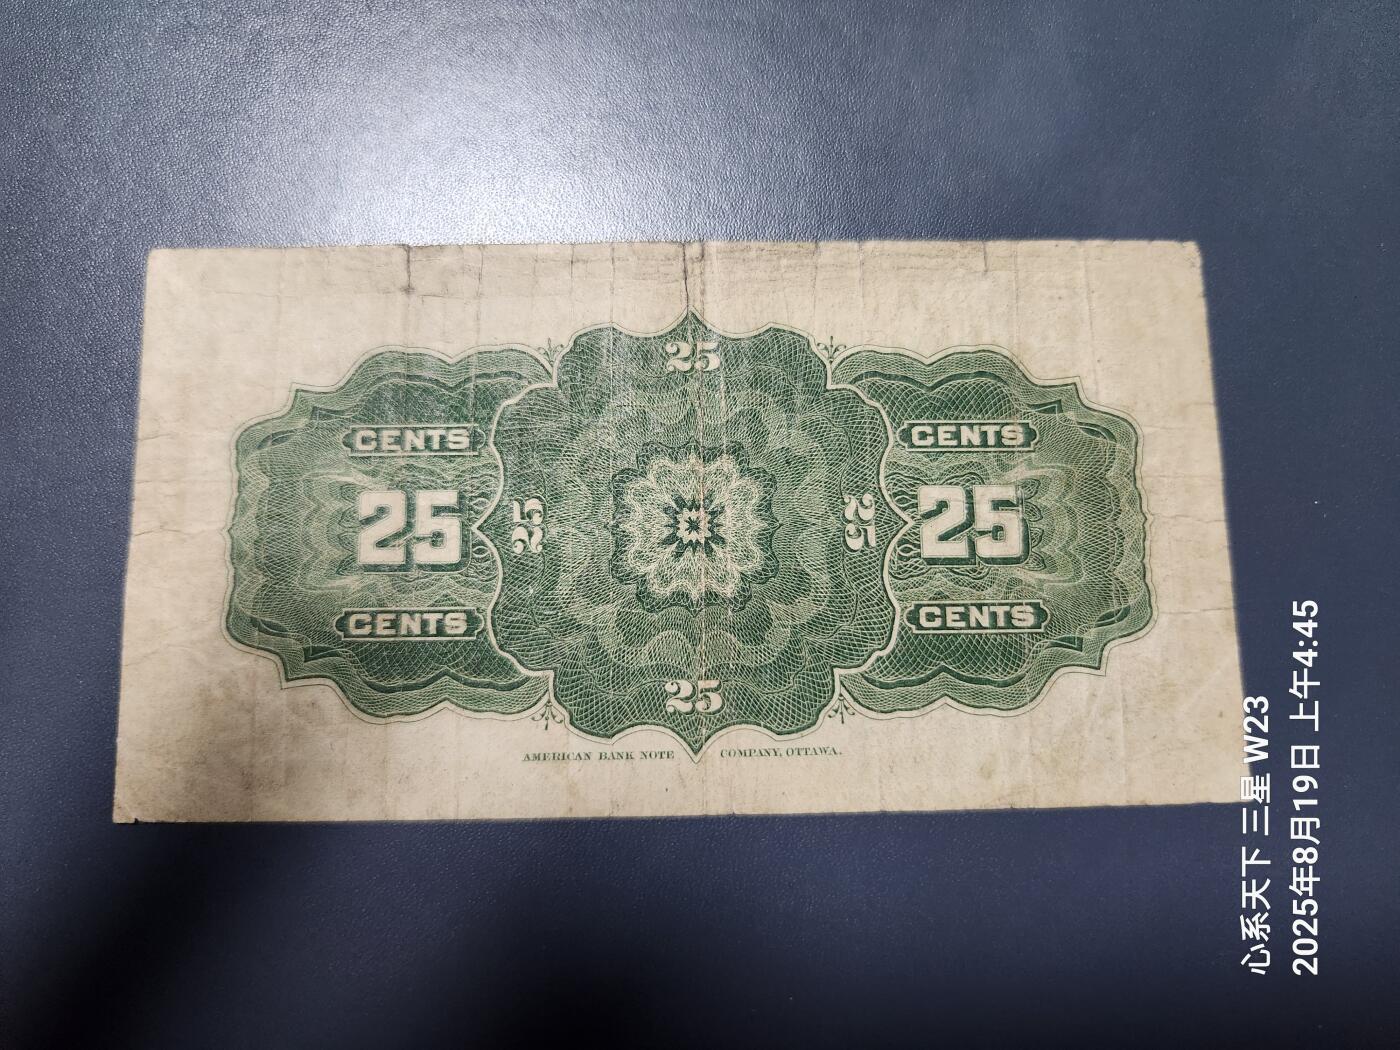 25
CENTS
CENTS
25
25
25
25
CENTS
CENTS
25
AMERICAN BANK NOTE COMPANY, OTTAWA.
心系天下 三星 W23
2025年8月19日 上午4:45